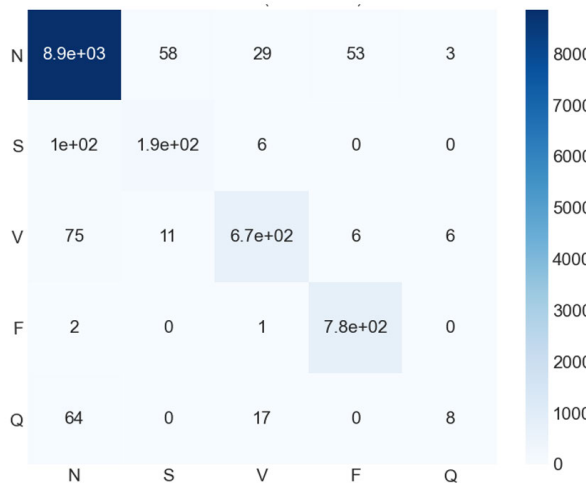 N 8.9e+03 58 29 53 3
S 1e+02 1.9e+02 6 0 0
V 75 11 6.7e+02 6 6
F 2 0 1 7.8e+02 0
Q 64 0 17 0 8
N S V F Q
8000
7000
6000
5000
4000
3000
2000
1000
0